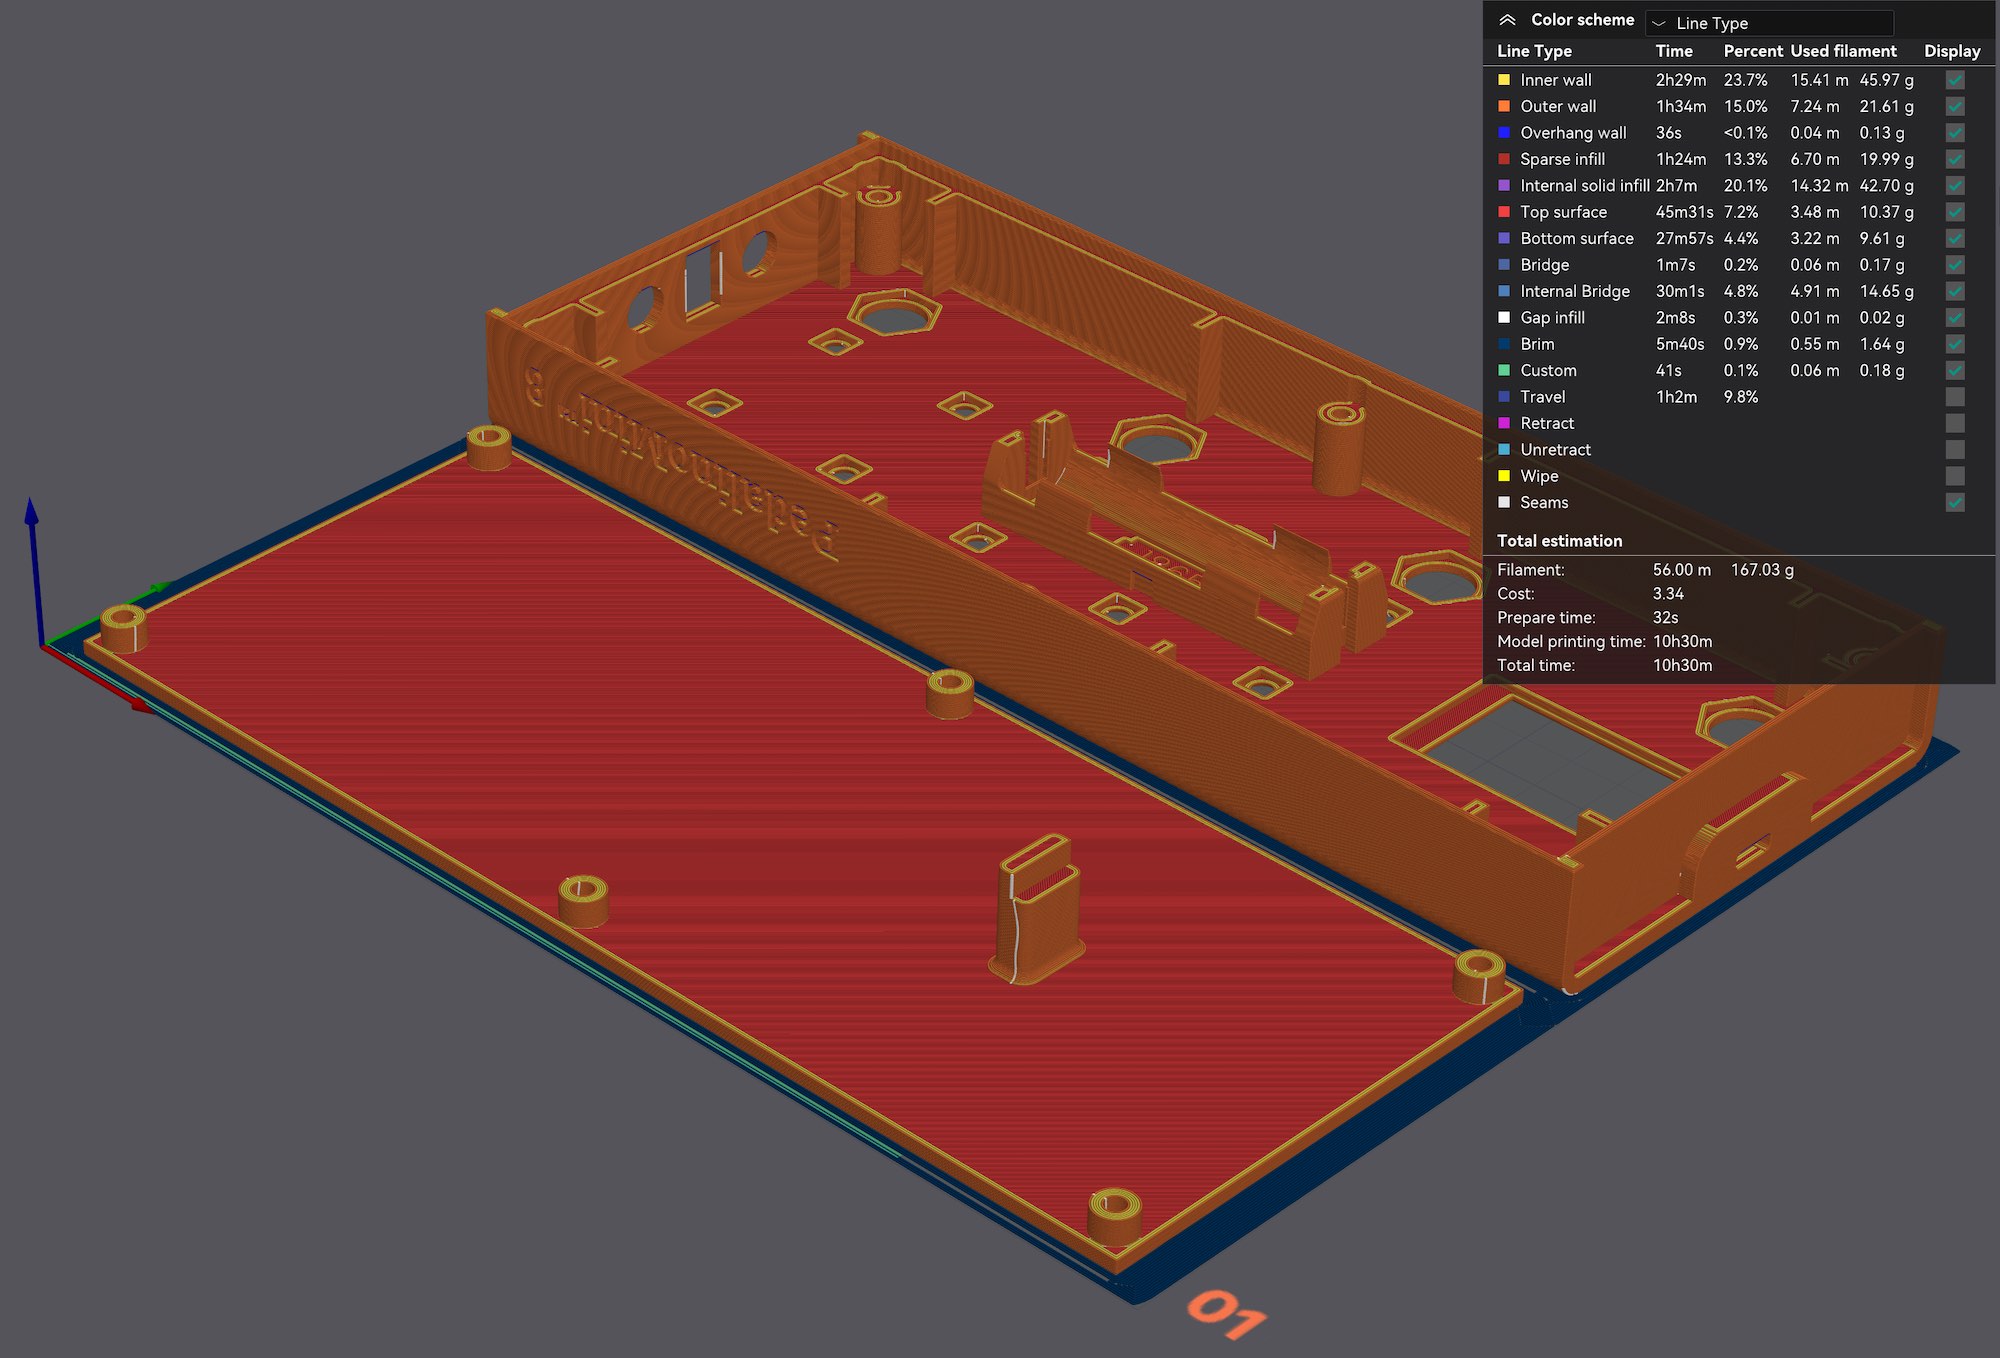 Color scheme Line Type
Line Type Time Percent Used filament Display
Inner wall 2h29m 23.7% 15.41 m 45.97 g
Outer wall 1h34m 15.0% 7.24 m 21.61 g
Overhang wall 36s <0.1% 0.04 m 0.13 g
Sparse infill 1h24m 13.3% 6.70 m 19.99 g
Internal solid infill 2h7m 20.1% 14.32 m 42.70 g
Top surface 45m31s 7.2% 3.48 m 10.37 g
Bottom surface 27m57s 4.4% 3.22 m 9.61 g
Bridge 1m7s 0.2% 0.06 m 0.17 g
Internal Bridge 30m1s 4.8% 4.91 m 14.65 g
Gap infill 2m8s 0.3% 0.01 m 0.02 g
Brim 5m40s 0.9% 0.55 m 1.64 g
Custom 41s 0.1% 0.06 m 0.18 g
Travel 1h2m 9.8%
Retract
Unretract
Wipe
Seams
Total estimation
Filament: 56.00 m 167.03 g
Cost: 3.34
Prepare time: 32s
Model printing time: 10h30m
Total time: 10h30m
01